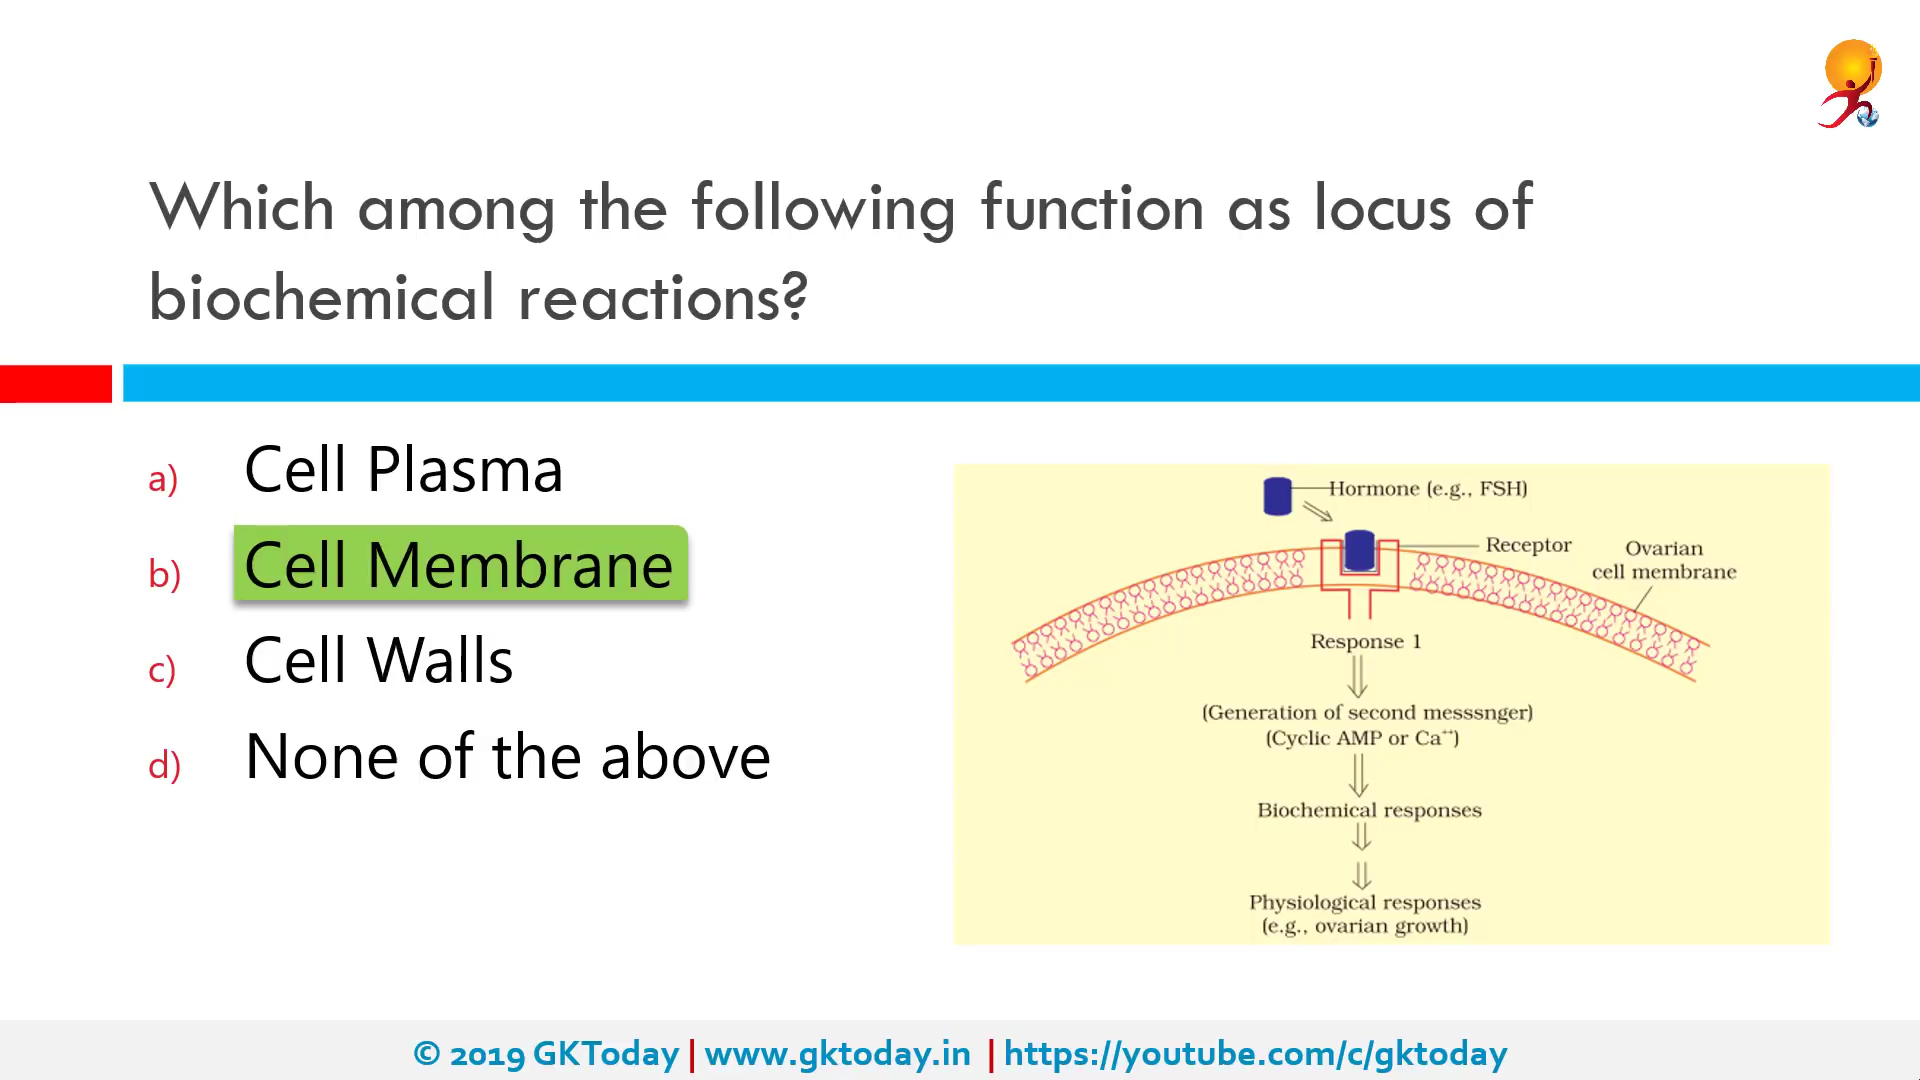 Which among the following function as locus of
biochemical reactions?
a) Cell Plasma
b) Cell Membrane
c) Cell Walls
d) None of the above
Hormone (e.g., FSH)
Receptor
Ovarian
cell membrane
Response 1
(Generation of second messsnger)
(Cyclic AMP or Ca⁺⁺)
Biochemical responses
Physiological responses
(e.g., ovarian growth)
© 2019 GKToday | www.gktoday.in | https://youtube.com/c/gktoday